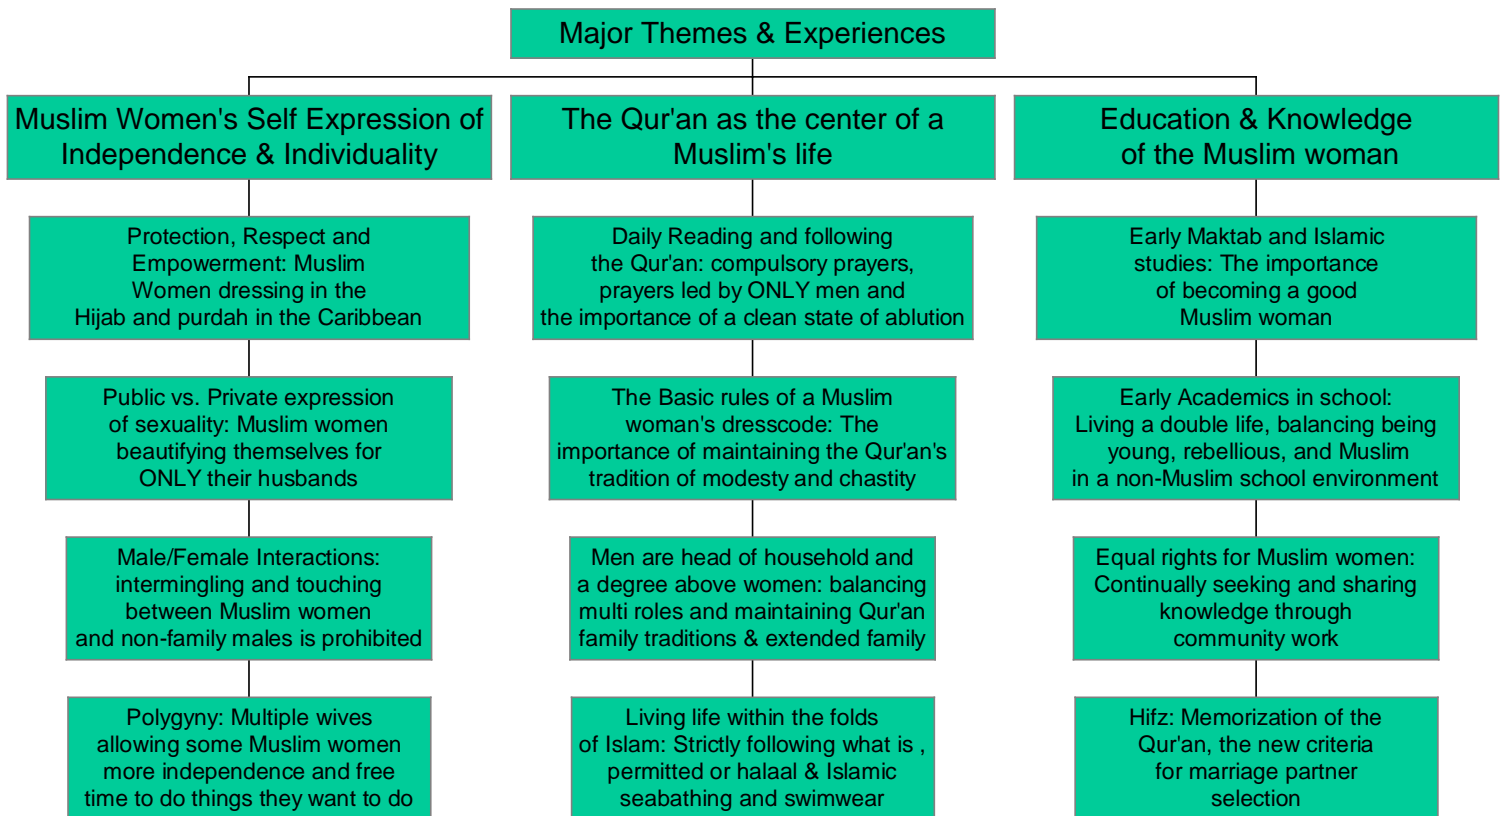 Major Themes & Experiences
Muslim Women's Self Expression of
Independence & Individuality
Protection, Respect and
Empowerment: Muslim
Women dressing in the
Hijab and purdah in the Caribbean
Public vs. Private expression
of sexuality: Muslim women
beautifying themselves for
ONLY their husbands
Male/Female Interactions:
intermingling and touching
between Muslim women
and non-family males is prohibited
Polygyny: Multiple wives
allowing some Muslim women
more independence and free
time to do things they want to do
The Qur'an as the center of a
Muslim's life
Daily Reading and following
the Qur'an: compulsory prayers,
prayers led by ONLY men and
the importance of a clean state of ablution
The Basic rules of a Muslim
woman's dresscode: The
importance of maintaining the Qur'an's
tradition of modesty and chastity
Men are head of household and
a degree above women: balancing
multi roles and maintaining Qur'an
family traditions & extended family
Living life within the folds
of Islam: Strictly following what is ,
permitted or halaal & Islamic
seabathing and swimwear
Education & Knowledge
of the Muslim woman
Early Maktab and Islamic
studies: The importance
of becoming a good
Muslim woman
Early Academics in school:
Living a double life, balancing being
young, rebellious, and Muslim
in a non-Muslim school environment
Equal rights for Muslim women:
Continually seeking and sharing
knowledge through
community work
Hifz: Memorization of the
Qur'an, the new criteria
for marriage partner
selection